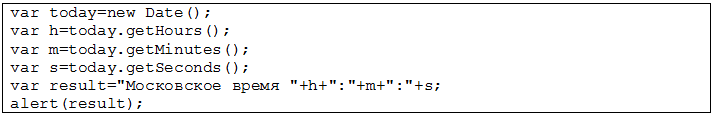 var today=new Date();
var h=today.getHours();
var m=today.getMinutes();
var s=today.getSeconds();
var result="Московское время "+h+":"+m+":"+s;
alert(result);